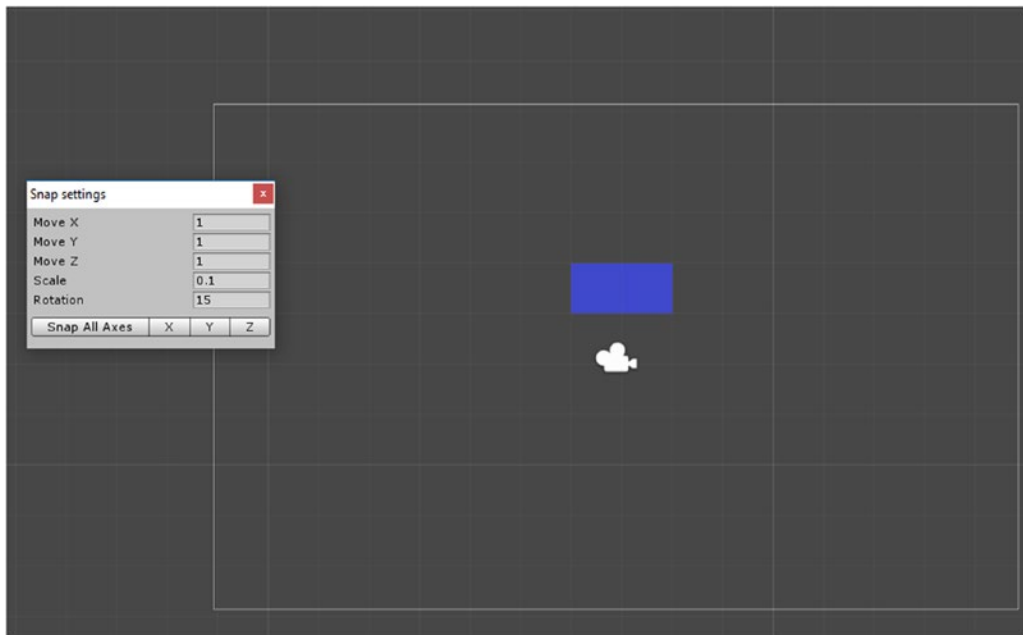 Snap settings x
Move X 1
Move Y 1
Move Z 1
Scale 0.1
Rotation 15
Snap All Axes X Y Z